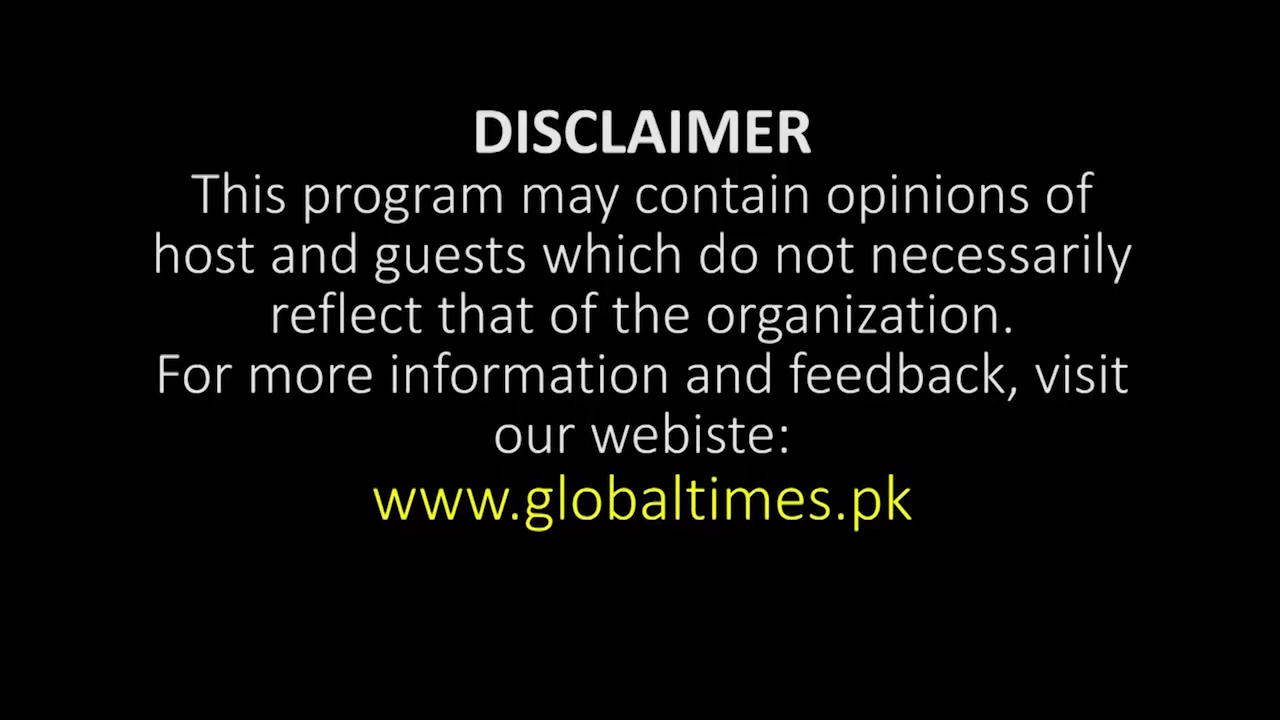 DISCLAIMER
This program may contain opinions of
host and guests which do not necessarily
reflect that of the organization.
For more information and feedback, visit
our webiste:
www.globaltimes.pk